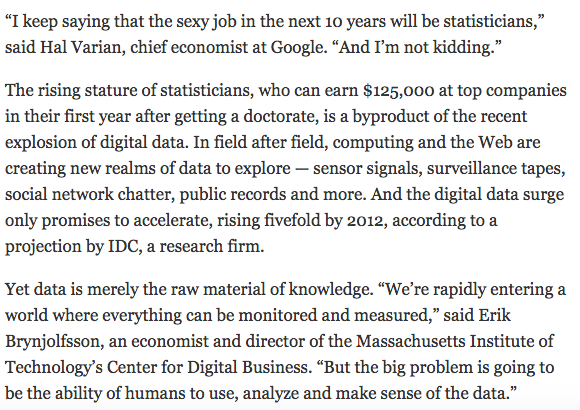 “I keep saying that the sexy job in the next 10 years will be statisticians,”
said Hal Varian, chief economist at Google. “And I’m not kidding.”
The rising stature of statisticians, who can earn $125,000 at top companies
in their first year after getting a doctorate, is a byproduct of the recent
explosion of digital data. In field after field, computing and the Web are
creating new realms of data to explore — sensor signals, surveillance tapes,
social network chatter, public records and more. And the digital data surge
only promises to accelerate, rising fivefold by 2012, according to a
projection by IDC, a research firm.
Yet data is merely the raw material of knowledge. “We’re rapidly entering a
world where everything can be monitored and measured,” said Erik
Brynjolfsson, an economist and director of the Massachusetts Institute of
Technology’s Center for Digital Business. “But the big problem is going to
be the ability of humans to use, analyze and make sense of the data.”